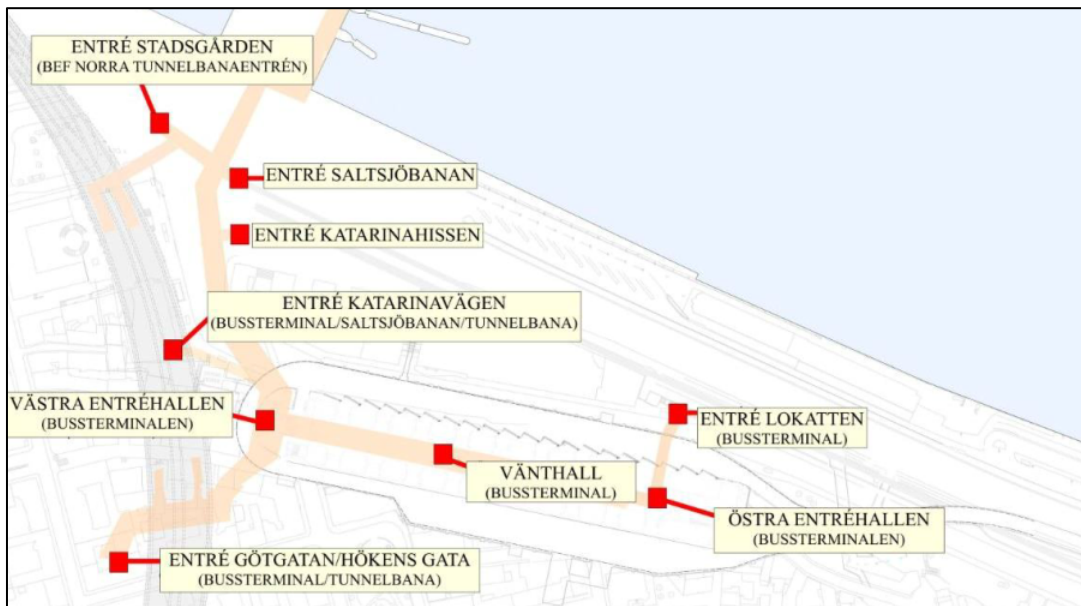 ENTRÉ STADSGÅRDEN
(BEF NORRA TUNNELBANAENTRÉN)
ENTRÉ SALTSJÖBANAN
ENTRÉ KATARINAHISSEN
ENTRÉ KATARINAVÄGEN
(BUSSTERMINAL/SALTSJÖBANAN/TUNNELBANA)
VÄSTRA ENTRÉHALLEN
(BUSSTERMINALEN)
ENTRÉ LOKATTEN
(BUSSTERMINAL)
VÄNTHALL
(BUSSTERMINAL)
ÖSTRA ENTRÉHALLEN
(BUSSTERMINALEN)
ENTRÉ GÖTGATAN/HÖKENS GATA
(BUSSTERMINAL/TUNNELBANA)